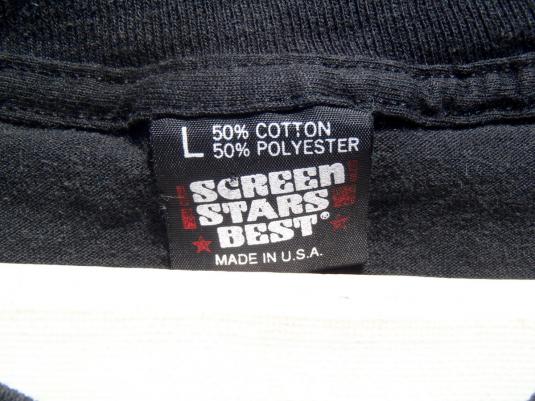 L 50% COTTON
50% POLYESTER
SCREEN
STARS
BEST®
MADE IN U.S.A.